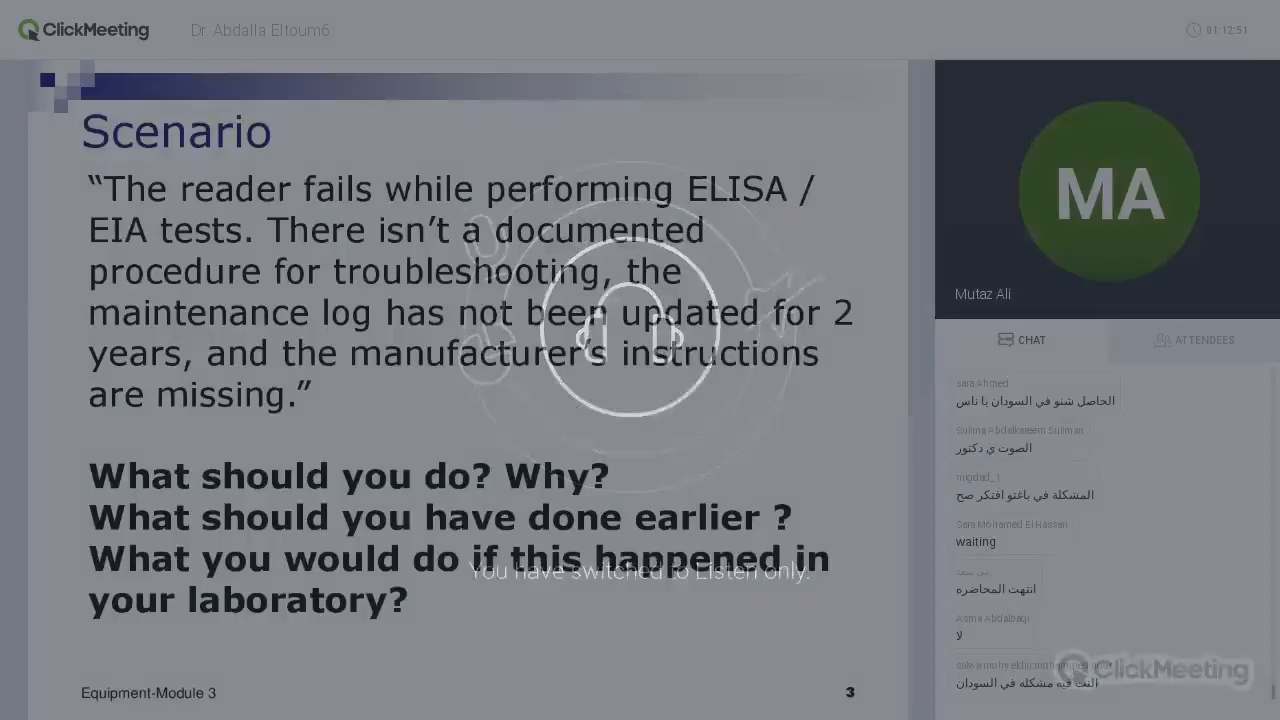 ClickMeeting
Dr. Abdalla Eltoum6
01:12:51
Scenario
“The reader fails while performing ELISA /
EIA tests. There isn’t a documented
procedure for troubleshooting, the
maintenance log has not been updated for 2
years, and the manufacturer’s instructions
are missing.”
What should you do? Why?
What should you have done earlier ?
What you would do if this happened in
your laboratory?
You have switched to Listen only.
Equipment-Module 3
3
MA
Mutaz Ali
CHAT
ATTENDEES
sara Ahmed
الحاصل شنو في السودان يا ناس
Sulima Abdalkareem Suliman
الصوت ي دكتور
migdad_1
المشكلة في باغتو افتكر صح
Sara Mohamed El Hassan
waiting
انتهت المحاضره
Asma Abdalbaqi
لا
النت فيه مشكله في السودان
ClickMeeting